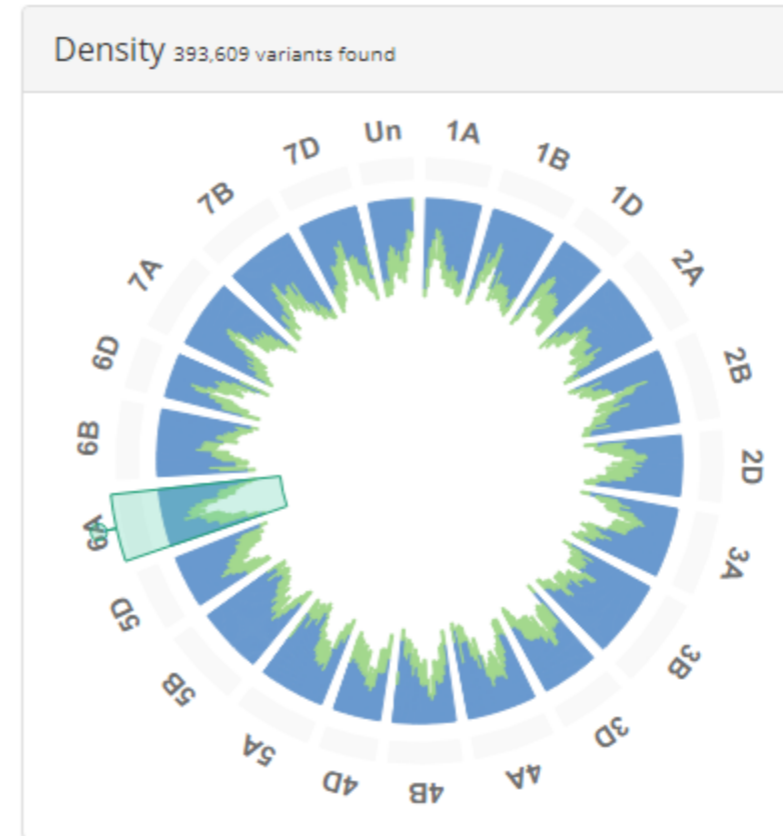 Density 393,609 variants found
Un
1A
1B
1D
2A
2B
2D
3A
3B
3D
4A
4B
4D
5A
5B
5D
6A
6B
6D
7A
7B
7D